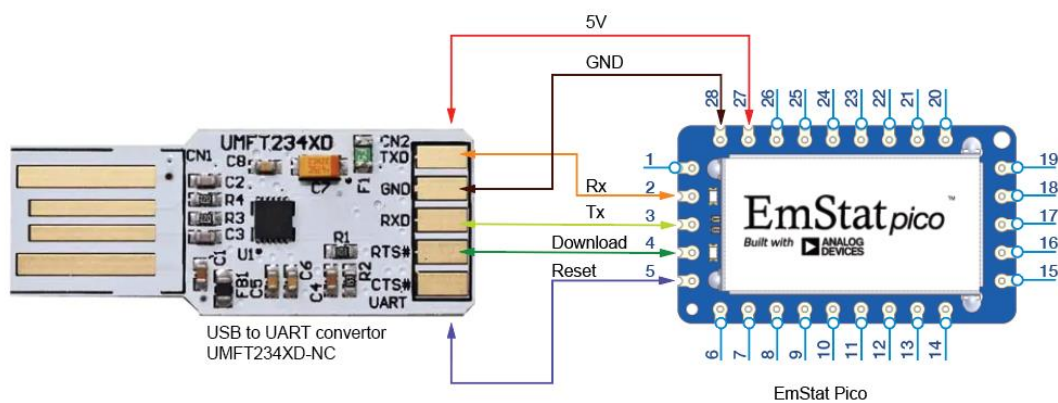 5V
GND
28
27
26
25
24
23
22
21
20
UMFT234XD
CN2
TXD
CN1
C8
C2
R4
R3
C3
C7
F1
GND
RXD
U1
R1
RTS#
C1
FB1
C5
C6
C4
R2
CTS#
UART
Rx
Tx
Download
Reset
1
2
3
4
5
EmStat pico™
Built with ANALOG
DEVICES
19
18
17
16
15
6
7
8
9
10
11
12
13
14
USB to UART convertor
UMFT234XD-NC
EmStat Pico